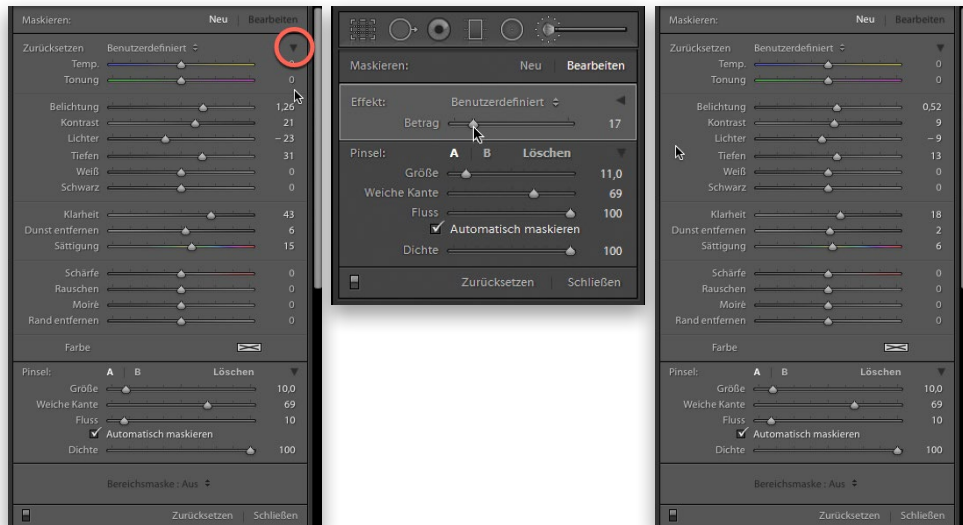 Maskieren: Neu Bearbeiten
Zurücksetzen Benutzerdefiniert
Temp. 0
Tonung 0
Belichtung 1,26
Kontrast 21
Lichter – 23
Tiefen 31
Weiß 0
Schwarz 0
Klarheit 43
Dunst entfernen 6
Sättigung 15
Schärfe 0
Rauschen 0
Moirè 0
Rand entfernen 0
Farbe
Pinsel: A B Löschen
Größe 10,0
Weiche Kante 69
Fluss 10
Automatisch maskieren
Dichte 100
Bereichsmaske : Aus
Zurücksetzen Schließen
Maskieren: Neu Bearbeiten
Effekt: Benutzerdefiniert
Betrag 17
Pinsel: A B Löschen
Größe 11,0
Weiche Kante 69
Fluss 100
Automatisch maskieren
Dichte 100
Zurücksetzen Schließen
Maskieren: Neu Bearbeiten
Zurücksetzen Benutzerdefiniert
Temp. 0
Tonung 0
Belichtung 0,52
Kontrast 9
Lichter – 9
Tiefen 13
Weiß 0
Schwarz 0
Klarheit 18
Dunst entfernen 2
Sättigung 6
Schärfe 0
Rauschen 0
Moirè 0
Rand entfernen 0
Farbe
Pinsel: A B Löschen
Größe 10,0
Weiche Kante 69
Fluss 10
Automatisch maskieren
Dichte 100
Bereichsmaske : Aus
Zurücksetzen Schließen